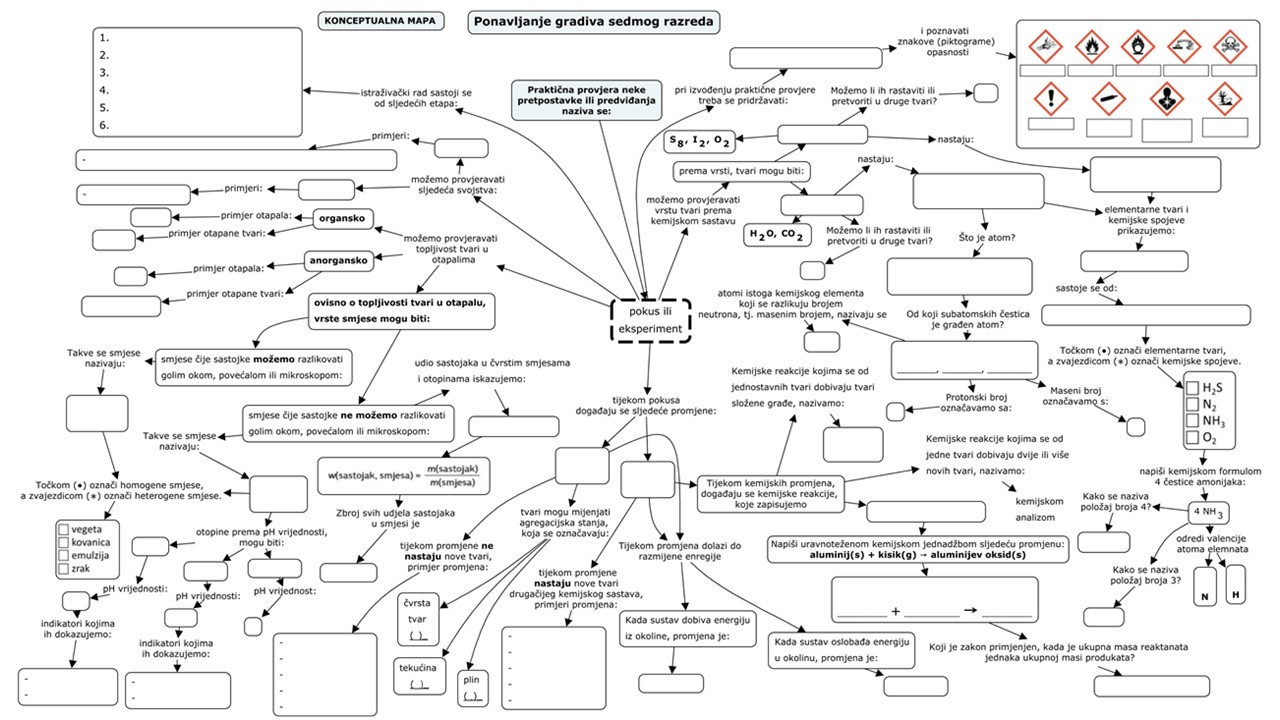 KONCEPTUALNA MAPA
Ponavljanje gradiva sedmog razreda
1.
2.
3.
4.
5.
6.
istraživački rad sastoji se
od sljedećih etapa:
Praktična provjera neke
pretpostavke ili predviđanja
naziva se:
pri izvođenju praktične provjere
treba se pridržavati:
i poznavati
znakove (piktograme)
opasnosti
Možemo li ih rastaviti ili
pretvoriti u druge tvari?
primjeri:
-
S8, I2, O2
nastaju:
prema vrsti, tvari mogu biti:
nastaju:
možemo provjeravati
sljedeća svojstva:
primjeri:
-
možemo provjeravati
vrstu tvari prema
kemijskom sastavu
primjer otapala:
organsko
primjer otapane tvari:
H2O, CO2
Možemo li ih rastaviti ili
pretvoriti u druge tvari?
elementarne tvari i
kemijske spojeve
prikazujemo:
Što je atom?
možemo provjeravati
topljivost tvari u
otapalima
anorgansko
primjer otapala:
primjer otapane tvari:
sastoje se od:
ovisno o topljivosti tvari u otapalu,
vrste smjese mogu biti:
pokus ili
eksperiment
atomi istoga kemijskog elementa
koji se razlikuju brojem
neutrona, tj. masenim brojem, nazivaju se
Od koji subatomskih čestica
je građen atom?
______, ______, ______
Točkom (•) označi elementarne tvari,
a zvjezdicom (∗) označi kemijske spojeve.
Takve se smjese
nazivaju:
smjese čije sastojke možemo razlikovati
golim okom, povećalom ili mikroskopom:
udio sastojaka u čvrstim smjesama
i otopinama iskazujemo:
Kemijske reakcije kojima se od
jednostavnih tvari dobivaju tvari
složene građe, nazivamo:
Protonski broj
označavamo sa:
Maseni broj
označavamo s:
H2S
N2
NH3
O2
tijekom pokusa
događaju se sljedeće promjene:
smjese čije sastojke ne možemo razlikovati
golim okom, povećalom ili mikroskopom:
Takve se smjese
nazivaju:
Kemijske reakcije kojima se od
jedne tvari dobivaju dvije ili više
novih tvari, nazivamo:
kemijskom
analizom
w(sastojak, smjesa) = m(sastojak)
m(smjesa)
Točkom (•) označi homogene smjese,
a zvjezdicom (∗) označi heterogene smjese.
Tijekom kemijskih promjena,
događaju se kemijske reakcije,
koje zapisujemo
napiši kemijskom formulom
4 čestice amonijaka:
Kako se naziva
položaj broja 4?
4 NH3
Zbroj svih udjela sastojaka
u smjesi je
tvari mogu mijenjati
agregacijska stanja,
koja se označavaju:
vegeta
kovanica
emulzija
zrak
otopine prema pH vrijednosti,
mogu biti:
tijekom promjene ne
nastaju nove tvari,
primjer promjena:
Tijekom promjena dolazi do
razmijene enregije
Napiši uravnoteženom kemijskom jednadžbom sljedeću promjenu:
aluminij(s) + kisik(g) → aluminijev oksid(s)
odredi valencije
atoma elemnata
Kako se naziva
položaj broja 3?
N
H
tijekom promjene
nastaju nove tvari
drugačijeg kemijskog sastava,
primjeri promjena:
pH vrijednosti:
pH vrijednosti:
pH vrijednost:
čvrsta
tvar
(_)
______ + ______ → ______
indikatori kojima
ih dokazujemo:
indikatori kojima
ih dokazujemo:
Kada sustav dobiva energiju
iz okoline, promjena je:
Kada sustav oslobađa energiju
u okolinu, promjena je:
Koji je zakon primjenjen, kada je ukupna masa reaktanata
jednaka ukupnoj masi produkata?
tekućina
(_)
plin
(_)
-
-
-
-
-
-
-
-
-
-
-
-
-